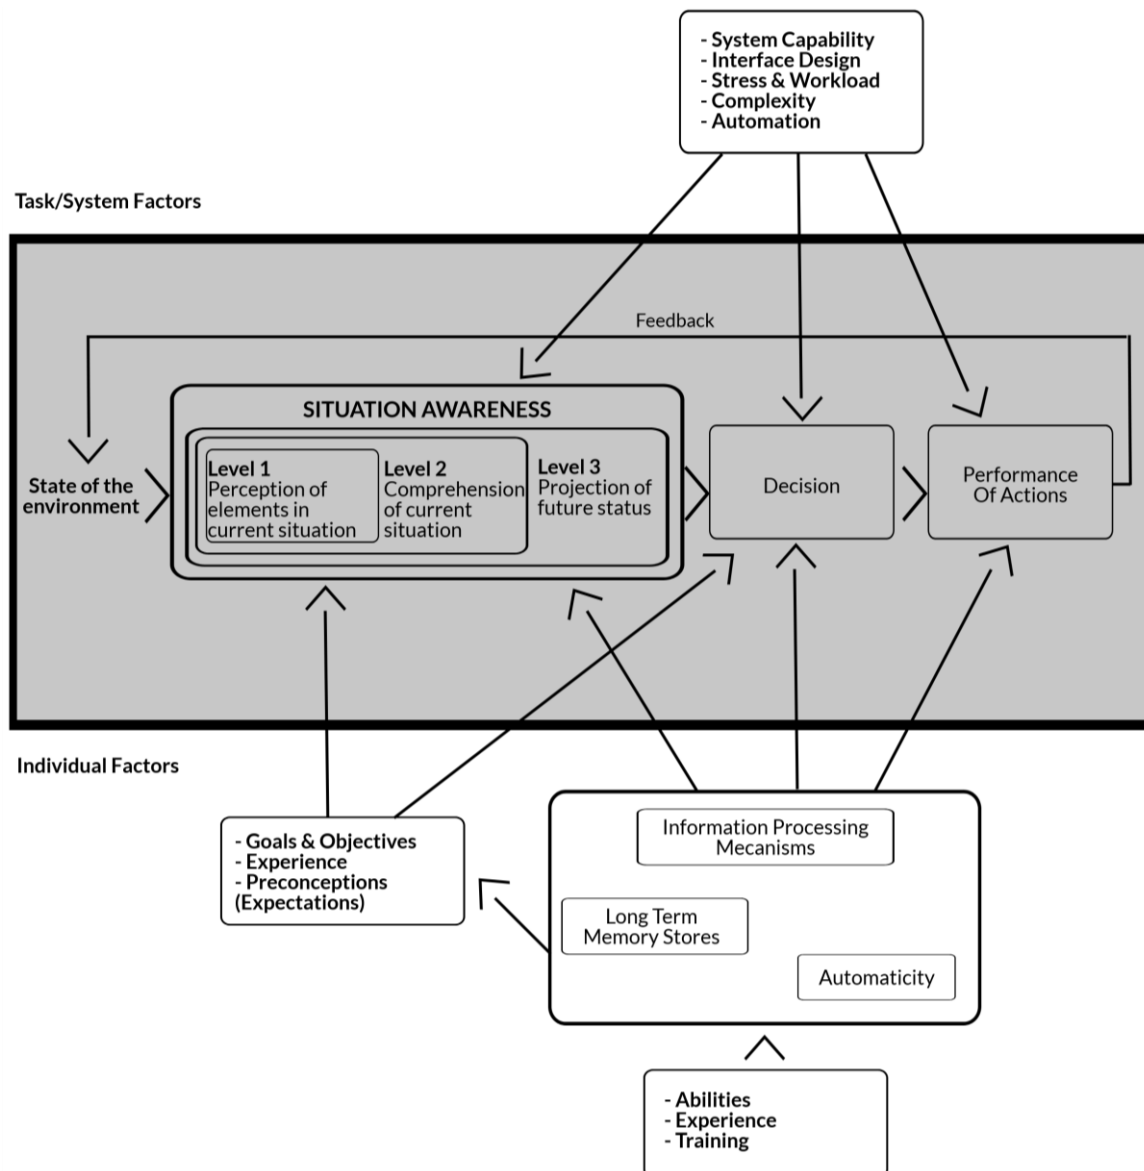 - System Capability
- Interface Design
- Stress & Workload
- Complexity
- Automation
Task/System Factors
Feedback
SITUATION AWARENESS
State of the
environment
Level 1
Perception of
elements in
current situation
Level 2
Comprehension
of current
situation
Level 3
Projection of
future status
Decision
Performance
Of Actions
Individual Factors
- Goals & Objectives
- Experience
- Preconceptions
(Expectations)
Information Processing
Mecanisms
Long Term
Memory Stores
Automaticity
- Abilities
- Experience
- Training